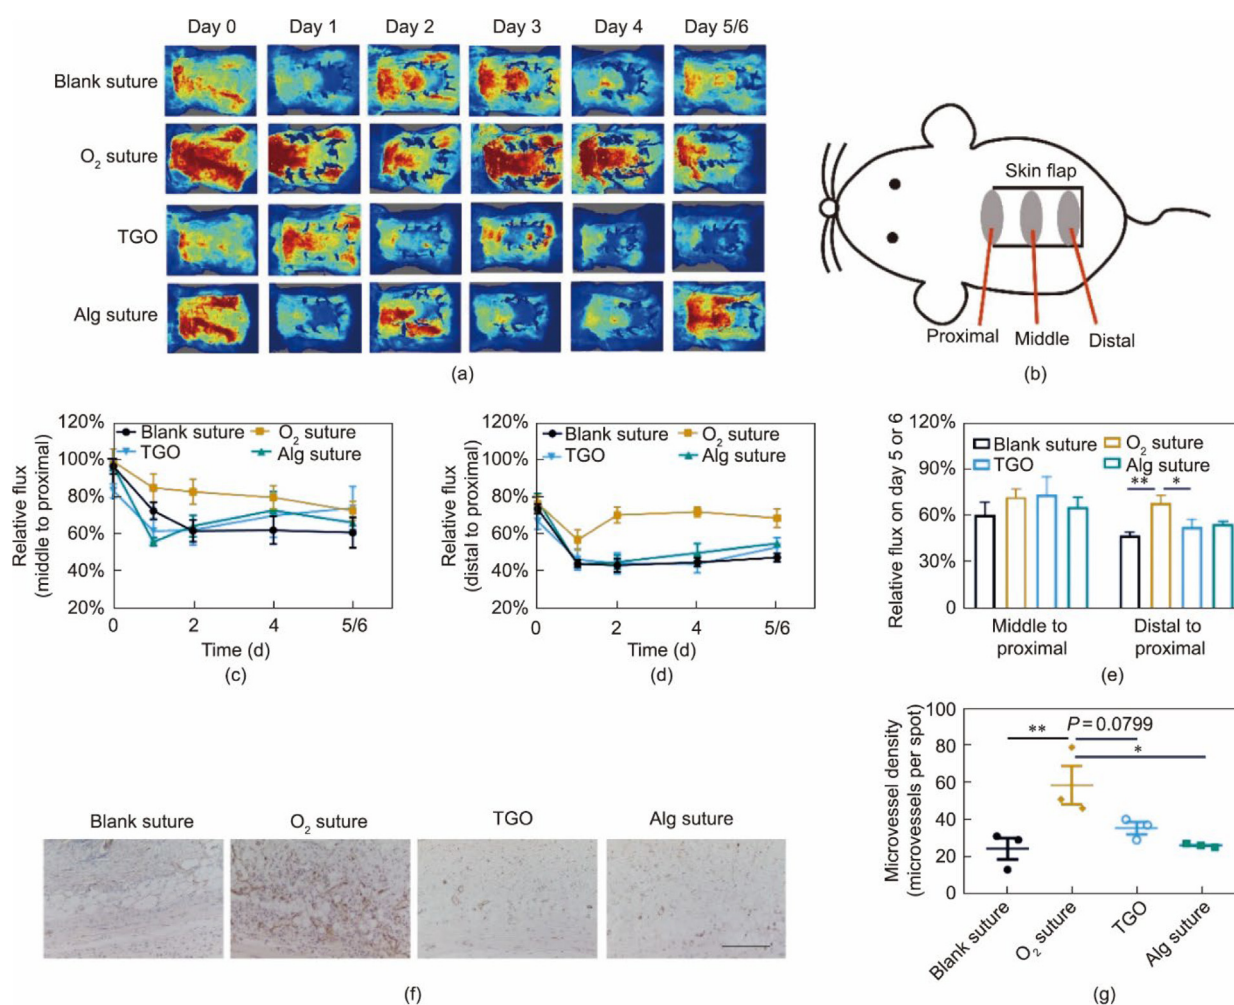 Day 0 Day 1 Day 2 Day 3 Day 4 Day 5/6
Blank suture
O2 suture
TGO
Alg suture
(a)
Skin flap
Proximal Middle Distal
(b)
120%
100%
80%
60%
40%
20%
Relative flux
(middle to proximal)
Blank suture O2 suture
TGO Alg suture
0 2 4 5/6
Time (d)
(c)
120%
100%
80%
60%
40%
20%
Relative flux
(distal to proximal)
Blank suture O2 suture
TGO Alg suture
0 2 4 5/6
Time (d)
(d)
120%
90%
60%
30%
0
Relative flux on day 5 or 6
Blank suture O2 suture
TGO Alg suture
** *
Middle to Distal to
proximal proximal
(e)
Blank suture O2 suture TGO Alg suture
(f)
100
80
60
40
20
0
Microvessel density
(microvessels per spot)
P = 0.0799
**
*
Blank suture
O2 suture
TGO
Alg suture
(g)